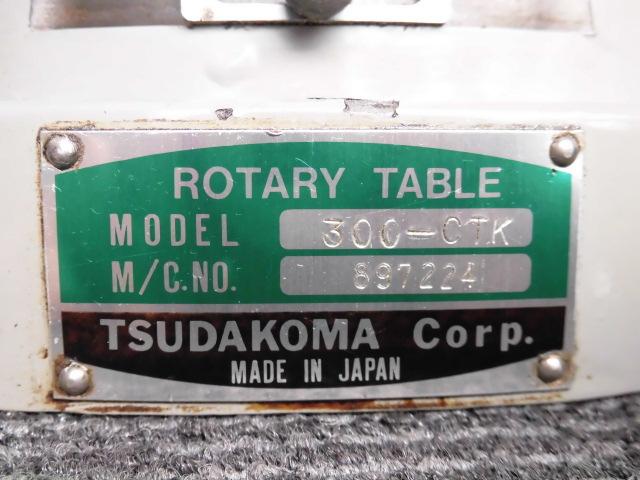 ROTARY TABLE
MODEL 300-CTK
M/C.NO. 897224
TSUDAKOMA Corp.
MADE IN JAPAN